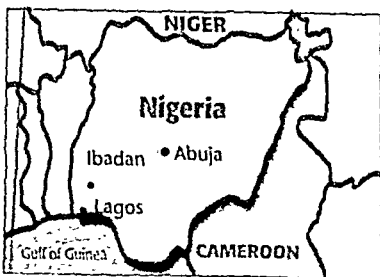 NIGER
Nigeria
Ibadan
Abuja
Lagos
Gulf of Guinea
CAMEROON